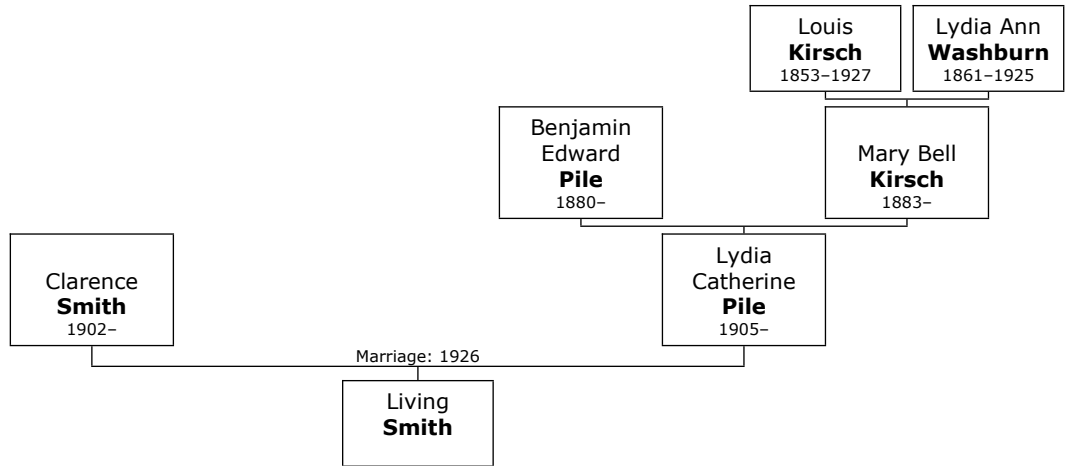 Louis
Kirsch
1853–1927
Lydia Ann
Washburn
1861–1925
Benjamin
Edward
Pile
1880–
Mary Bell
Kirsch
1883–
Clarence
Smith
1902–
Lydia
Catherine
Pile
1905–
Marriage: 1926
Living
Smith